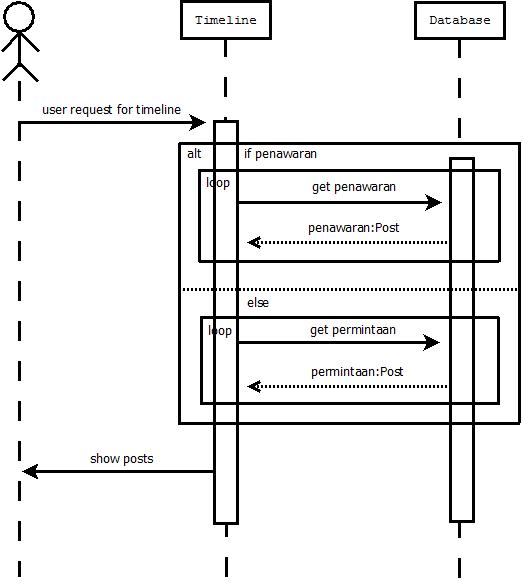 Timeline
Database
user request for timeline
alt
if penawaran
loop
get penawaran
penawaran:Post
else
loop
get permintaan
permintaan:Post
show posts